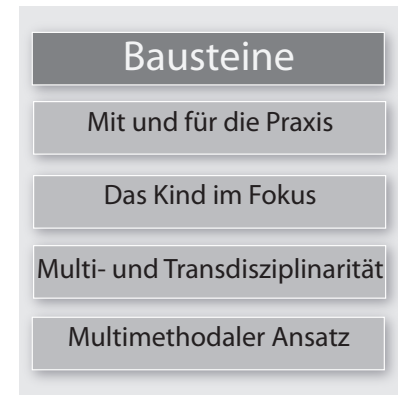 Bausteine
Mit und für die Praxis
Das Kind im Fokus
Multi- und Transdisziplinarität
Multimethodaler Ansatz